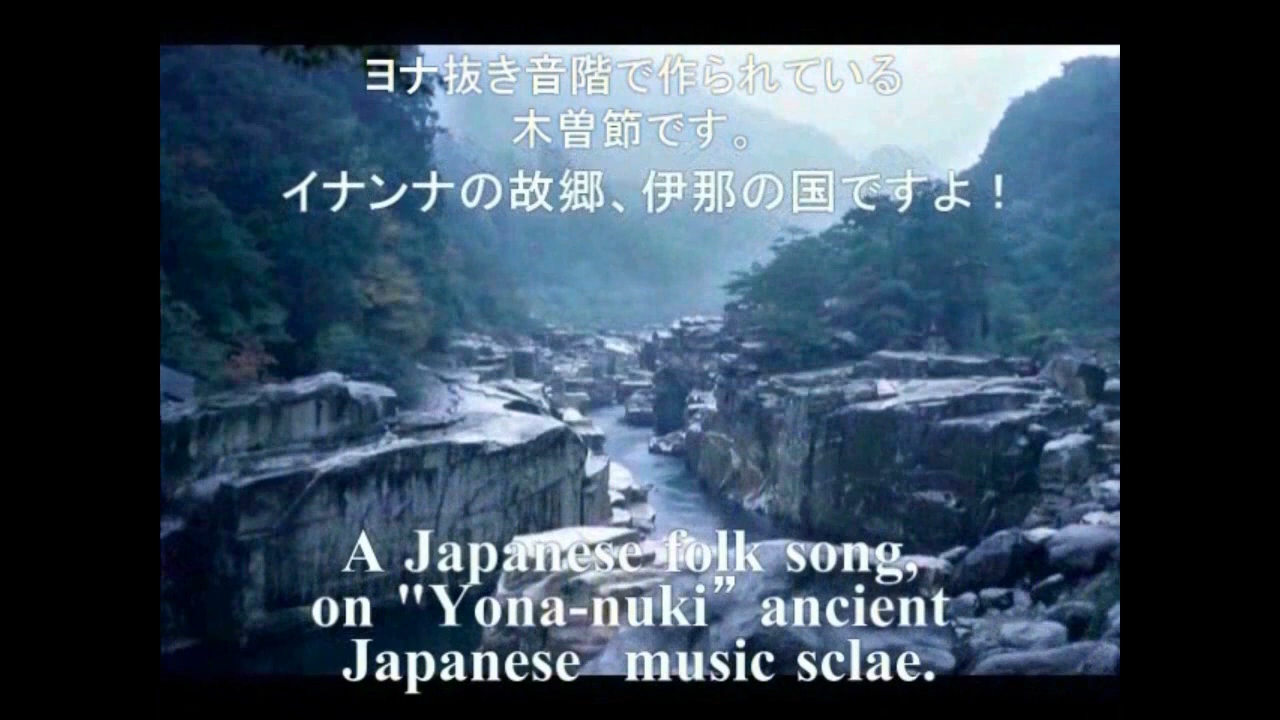 ヨナ抜き音階で作られている
木曽節です。
イナンナの故郷、伊那の国ですよ！
A Japanese folk song,
on "Yona-nuki” ancient
Japanese music sclae.